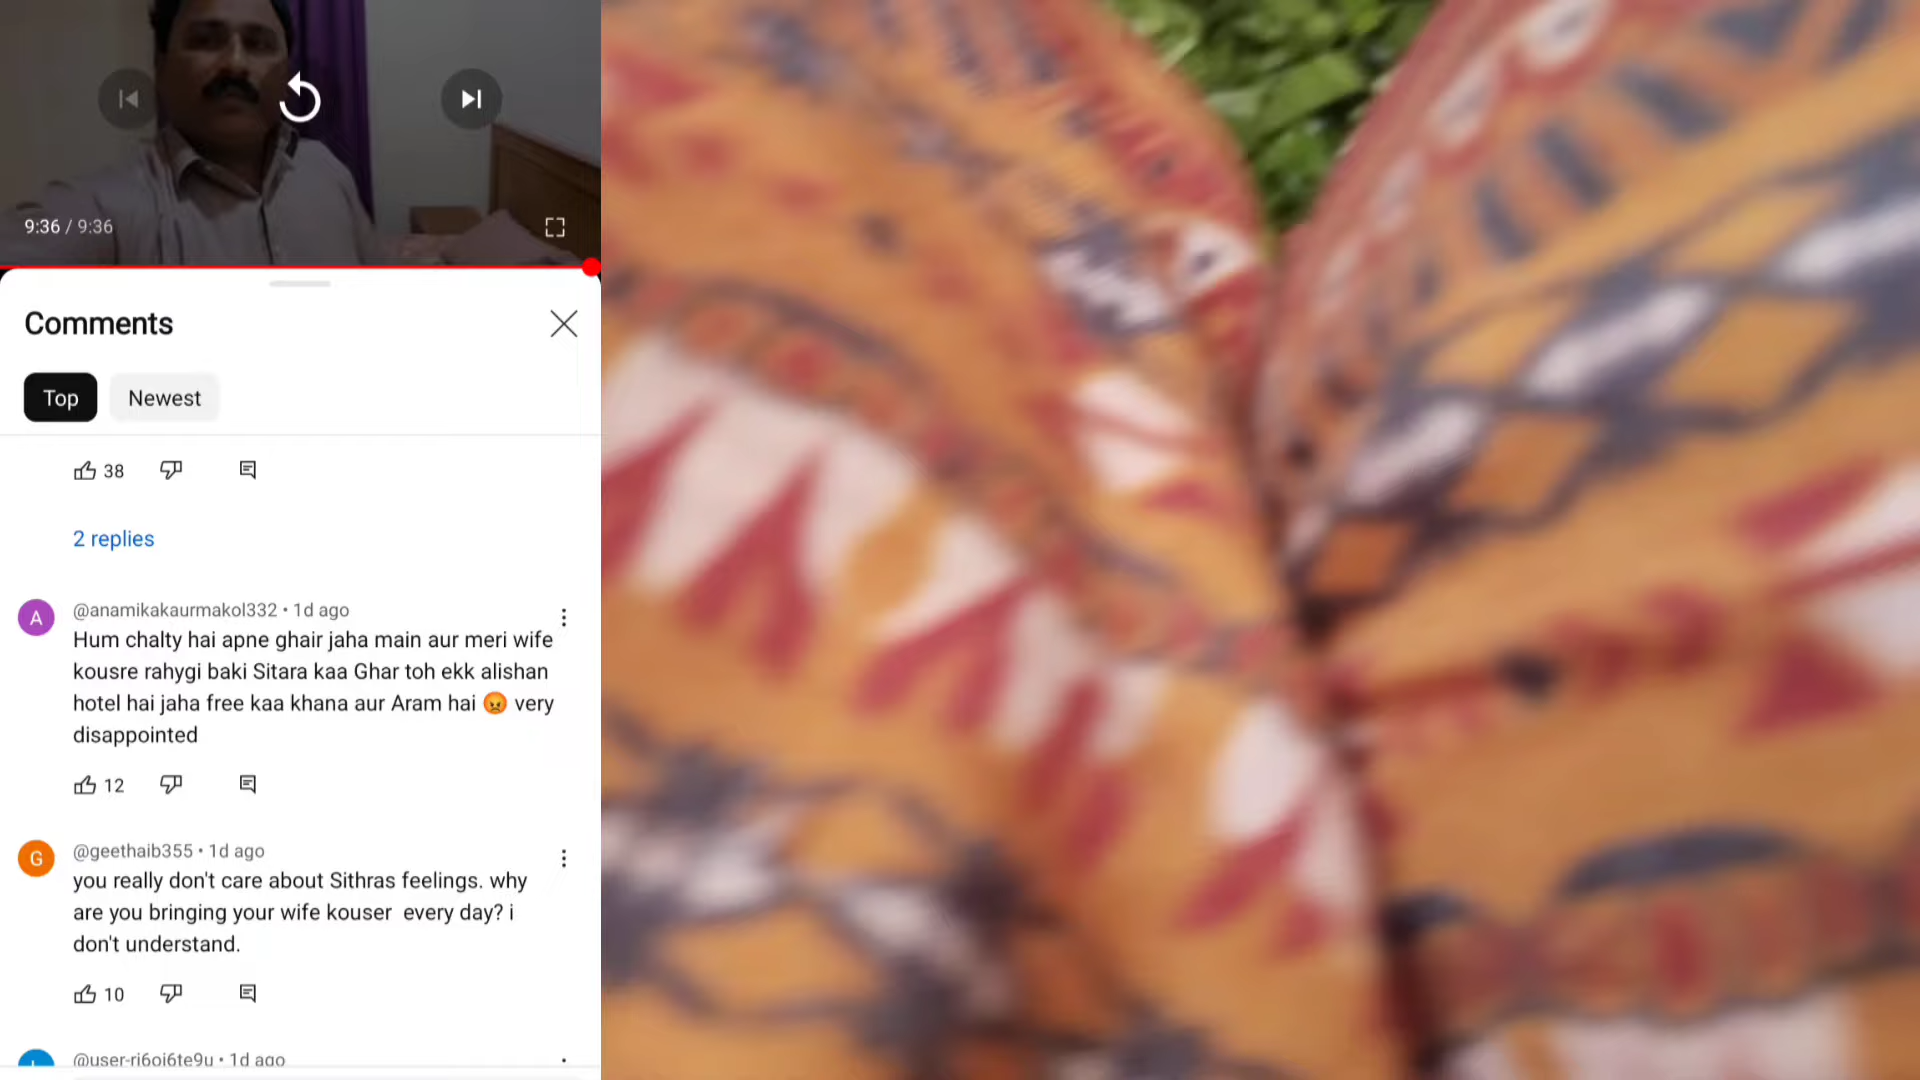 9:36 / 9:36
Comments
Top
Newest
38
2 replies
A
@anamikakaurmakol332 • 1d ago
Hum chalty hai apne ghair jaha main aur meri wife
kousre rahygi baki Sitara kaa Ghar toh ekk alishan
hotel hai jaha free kaa khana aur Aram hai 😡 very
disappointed
12
G
@geethaib355 • 1d ago
you really don't care about Sithras feelings. why
are you bringing your wife kouser every day? i
don't understand.
10
@user-ri6oi6te9u • 1d ago